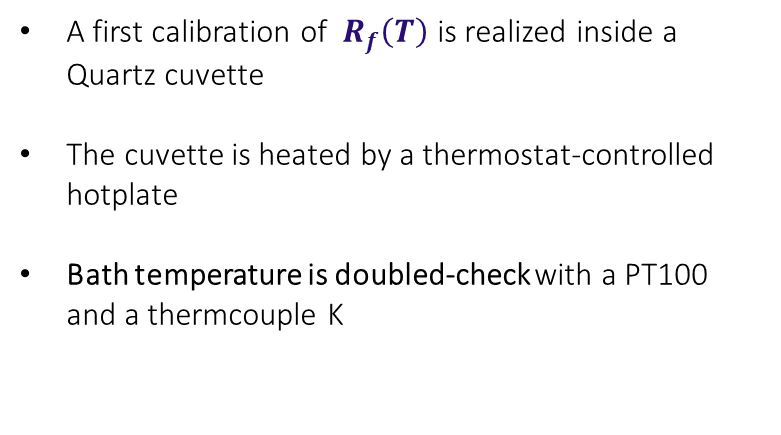 • A first calibration of R_f(T) is realized inside a
Quartz cuvette
• The cuvette is heated by a thermostat-controlled
hotplate
• Bath temperature is doubled-check with a PT100
and a thermcouple K